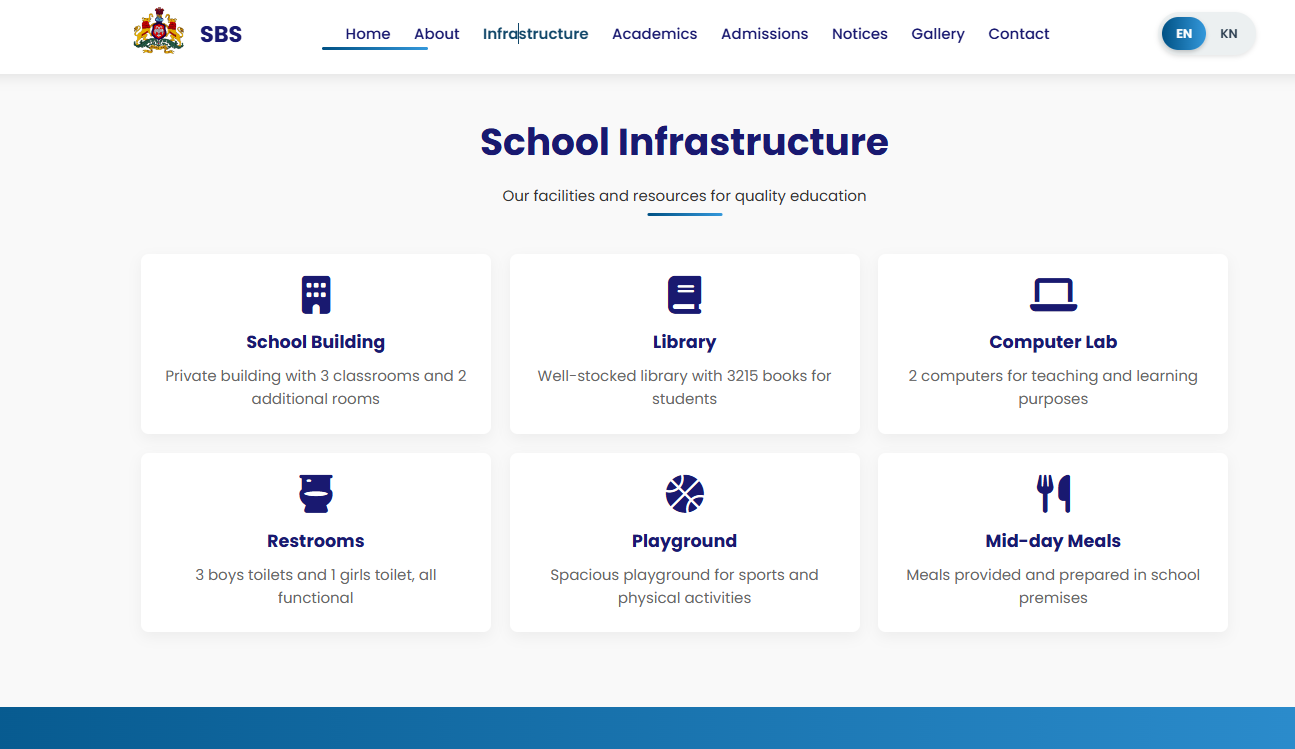 SBS
Home About Infrastructure Academics Admissions Notices Gallery Contact
EN KN
School Infrastructure
Our facilities and resources for quality education
School Building
Private building with 3 classrooms and 2
additional rooms
Library
Well-stocked library with 3215 books for
students
Computer Lab
2 computers for teaching and learning
purposes
Restrooms
3 boys toilets and 1 girls toilet, all
functional
Playground
Spacious playground for sports and
physical activities
Mid-day Meals
Meals provided and prepared in school
premises